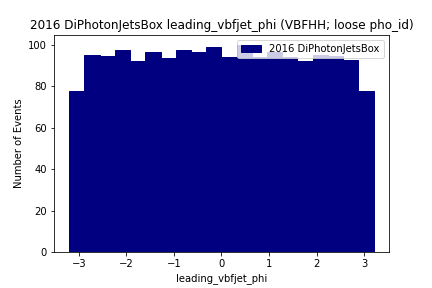 2016 DiPhotonJetsBox leading_vbfjet_phi (VBFHH; loose pho_id)
2016 DiPhotonJetsBox
Number of Events
100
80
60
40
20
0
−3 −2 −1 0 1 2 3
leading_vbfjet_phi